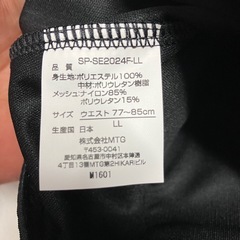 品 質 SP-SE2024F-LL
身生地:ポリエステル100%
中材:ポリウレタン樹脂
メッシュ:ナイロン85%
ポリウレタン15%
サイズ:ウエスト 77〜85cm
LL
生産国:日本
株式会社MTG
〒453-0041
愛知県名古屋市中村区本陣通
4丁目13 MTG第2HIKARIビル
M1601